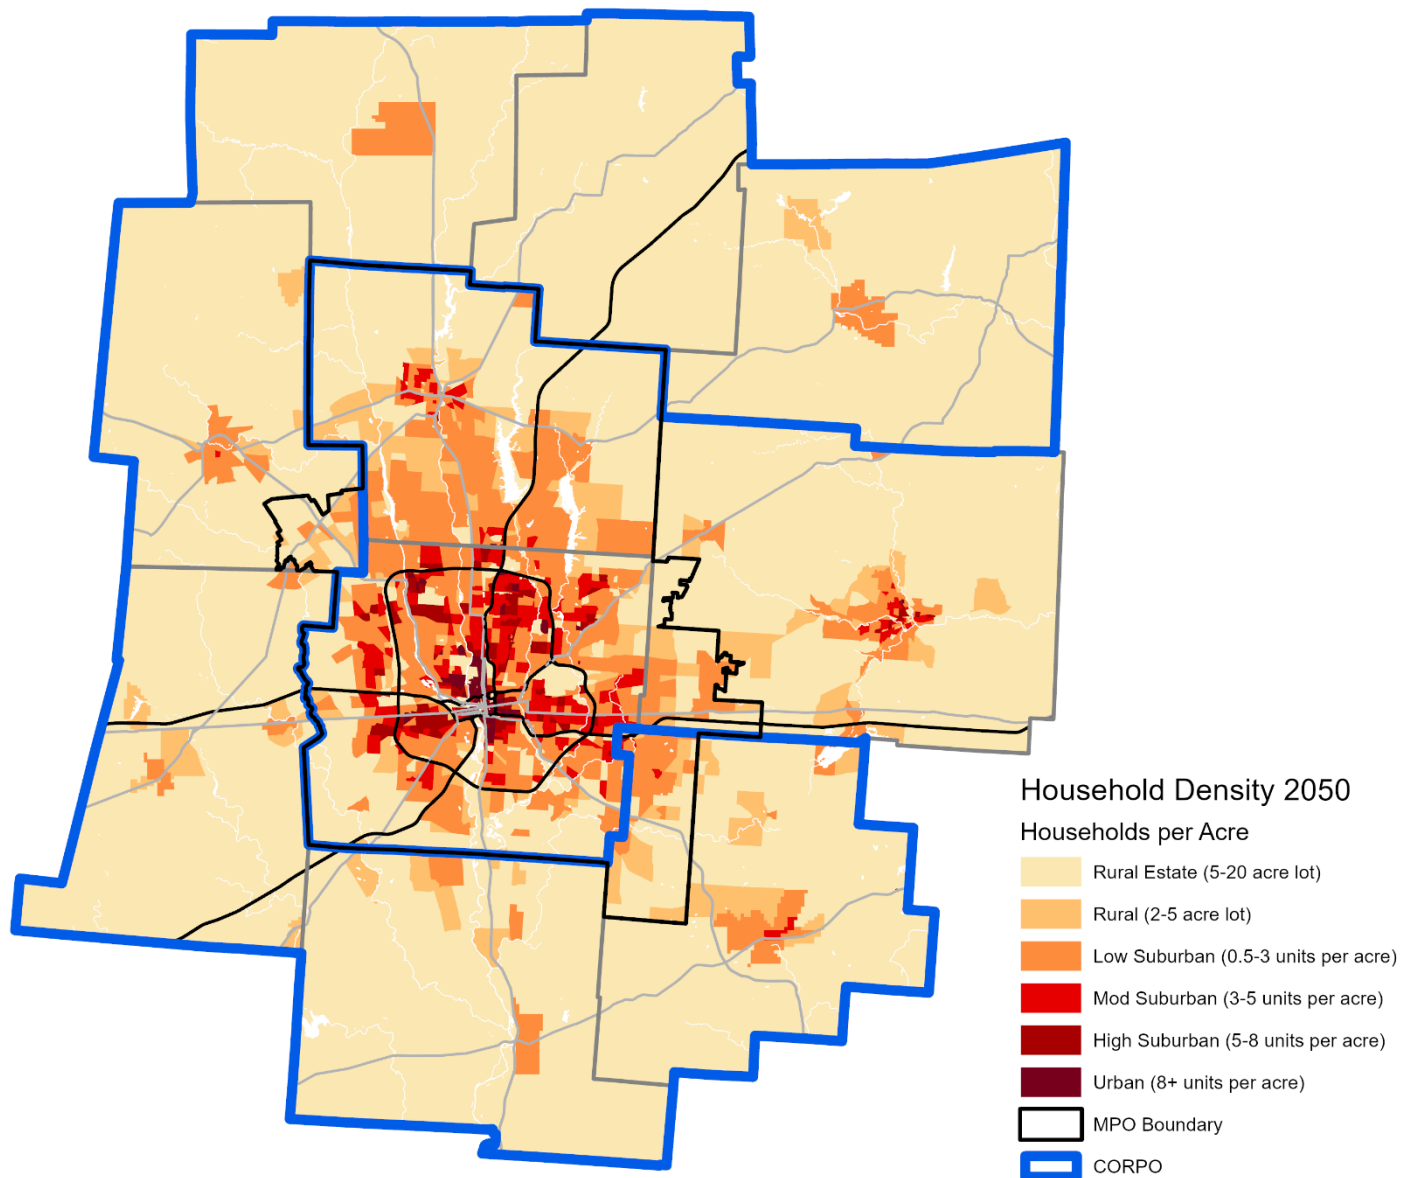 Household Density 2050
Households per Acre
Rural Estate (5-20 acre lot)
Rural (2-5 acre lot)
Low Suburban (0.5-3 units per acre)
Mod Suburban (3-5 units per acre)
High Suburban (5-8 units per acre)
Urban (8+ units per acre)
MPO Boundary
CORPO